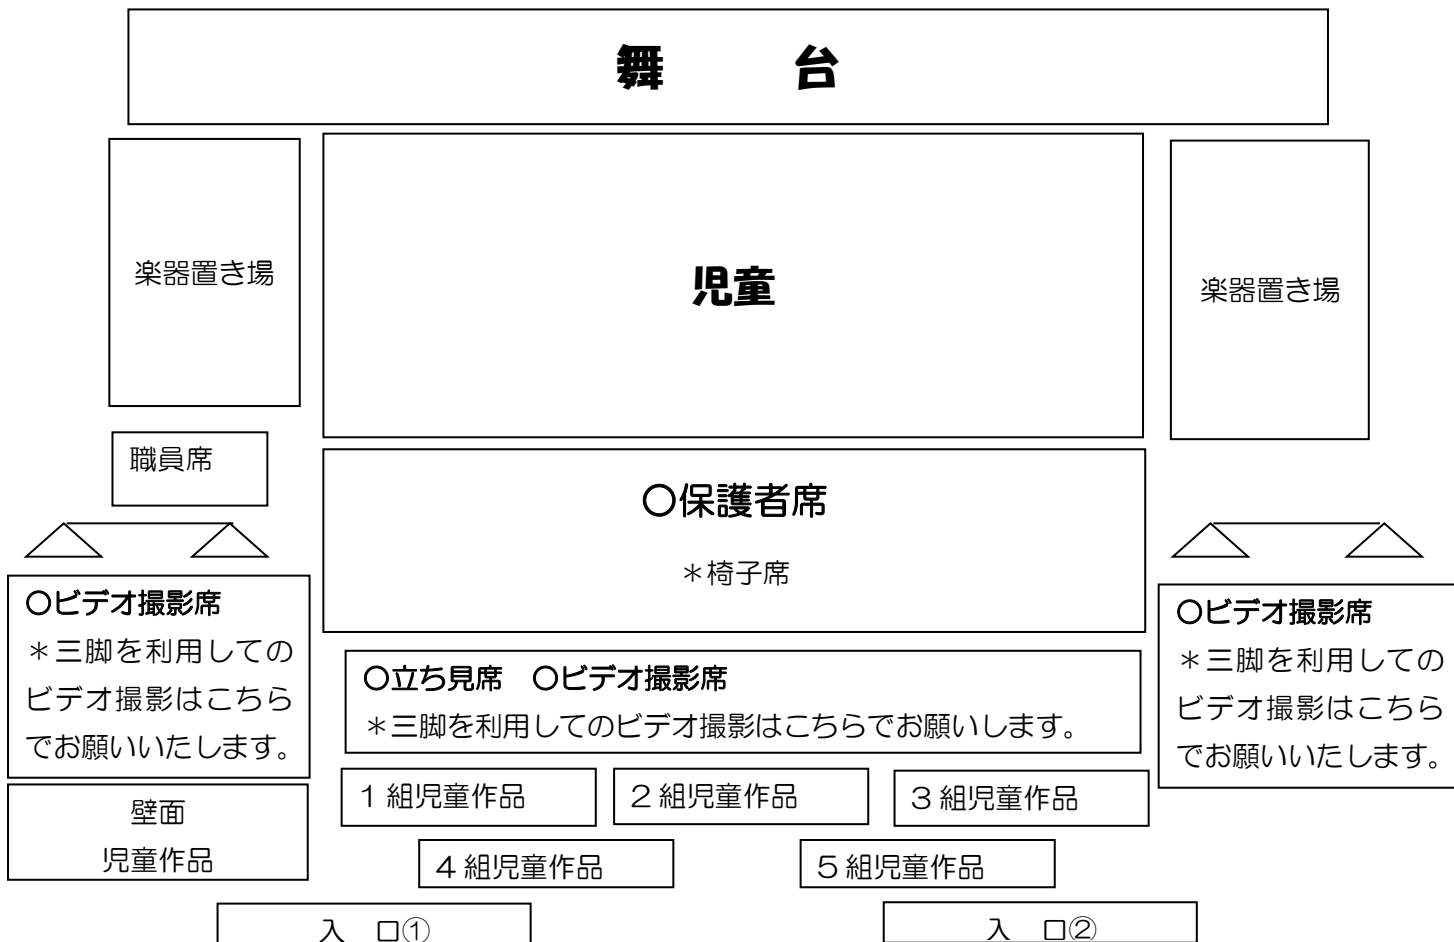 舞　　台
楽器置き場
児童
楽器置き場
職員席
〇保護者席
＊椅子席
〇ビデオ撮影席
＊三脚を利用しての
ビデオ撮影はこちら
でお願いいたします。
〇立ち見席　〇ビデオ撮影席
＊三脚を利用してのビデオ撮影はこちらでお願いします。
〇ビデオ撮影席
＊三脚を利用しての
ビデオ撮影はこちら
でお願いいたします。
壁面
児童作品
１組児童作品
２組児童作品
３組児童作品
４組児童作品
５組児童作品
入　口①
入　口②